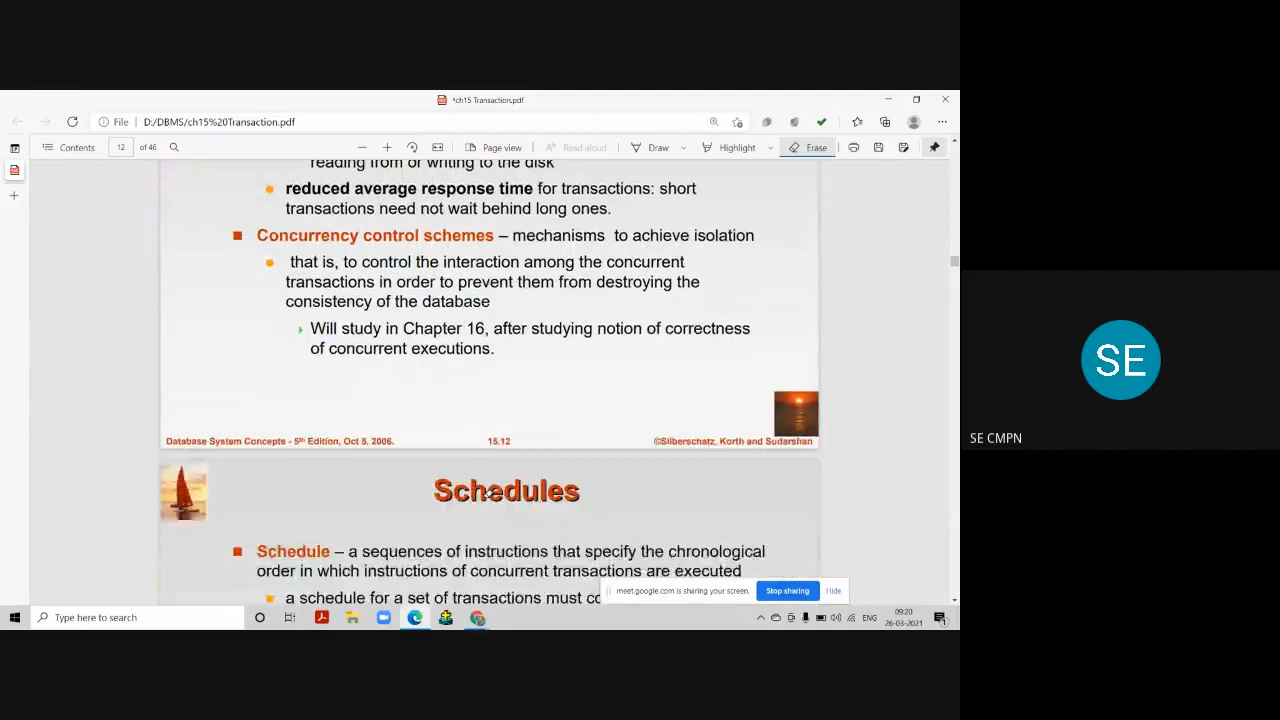 *ch15 Transaction.pdf
File | D:/DBMS/ch15%20Transaction.pdf
Contents 12 of 46 Page view Read aloud Draw Highlight Erase
reading from or writing to the disk
reduced average response time for transactions: short
transactions need not wait behind long ones.
Concurrency control schemes – mechanisms to achieve isolation
that is, to control the interaction among the concurrent
transactions in order to prevent them from destroying the
consistency of the database
Will study in Chapter 16, after studying notion of correctness
of concurrent executions.
Database System Concepts - 5th Edition, Oct 5, 2006. 15.12 ©Silberschatz, Korth and Sudarshan
Schedules
Schedule – a sequences of instructions that specify the chronological
order in which instructions of concurrent transactions are executed
a schedule for a set of transactions must
meet.google.com is sharing your screen. Stop sharing Hide
Type here to search
ENG
09:20
26-03-2021
SE
SE CMPN